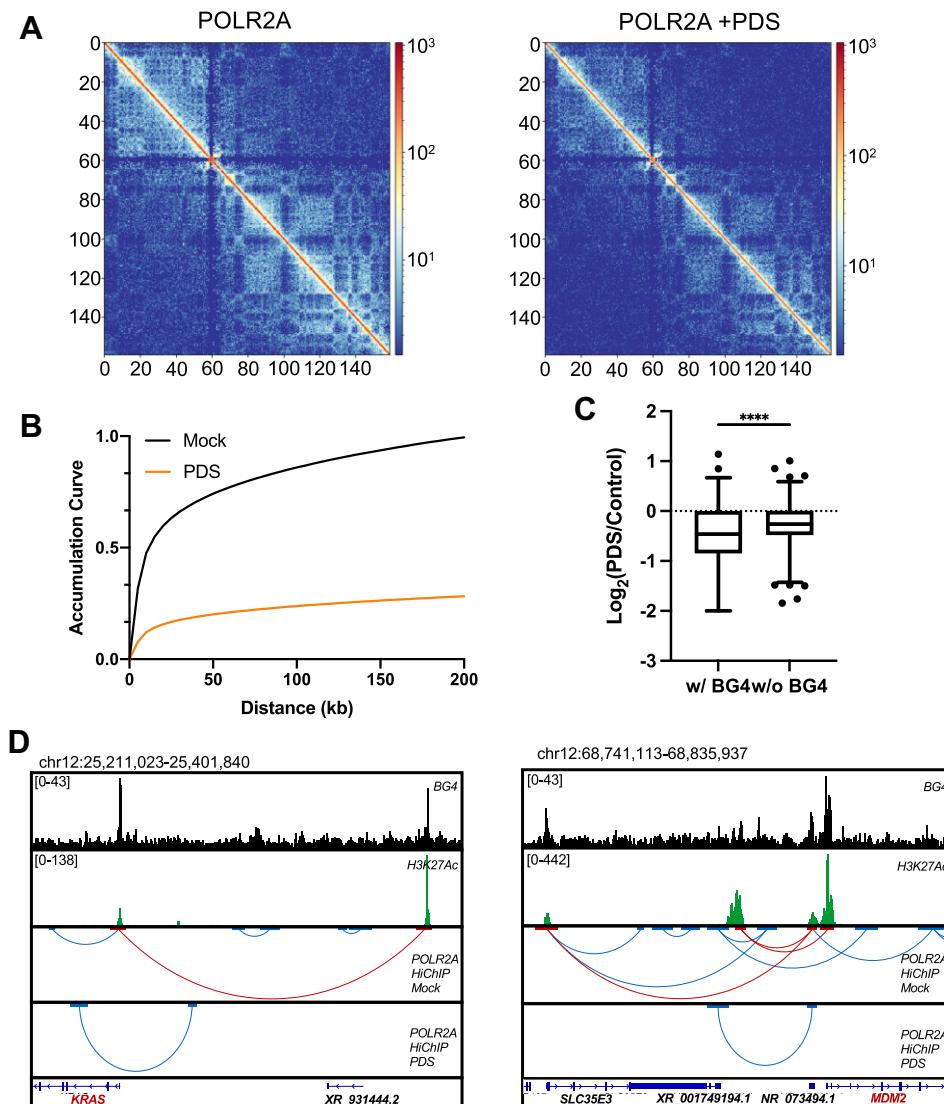 A
POLR2A
POLR2A +PDS
0
20
40
60
80
100
120
140
0 20 40 60 80 100 120 140
10³
10²
10¹
0
20
40
60
80
100
120
140
0 20 40 60 80 100 120 140
10³
10²
10¹
B
Mock
PDS
Accumulation Curve
1.0
0.5
0.0
0 50 100 150 200
Distance (kb)
C
****
Log₂(PDS/Control)
2
1
0
-1
-2
-3
w/ BG4 w/o BG4
D
chr12:25,211,023-25,401,840
[0-43]
BG4
[0-138]
H3K27Ac
POLR2A
HiChIP
Mock
POLR2A
HiChIP
PDS
KRAS XR_931444.2
chr12:68,741,113-68,835,937
[0-43]
BG4
[0-442]
H3K27Ac
POLR2A
HiChIP
Mock
POLR2A
HiChIP
PDS
SLC35E3 XR_001749194.1 NR_073494.1 MDM2